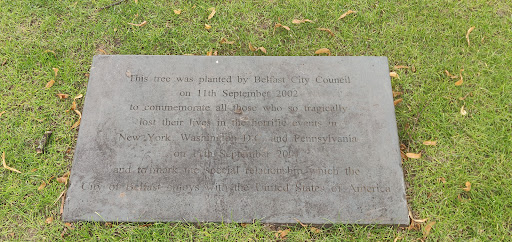 This tree was planted by Belfast City Council
on 11th September 2002
to commemorate all those who so tragically
lost their lives in the horrific events in
New York, Washington D.C. and Pennsylvania
on 11th September 2001
and to mark the special relationship which the
City of Belfast enjoys with the United States of America